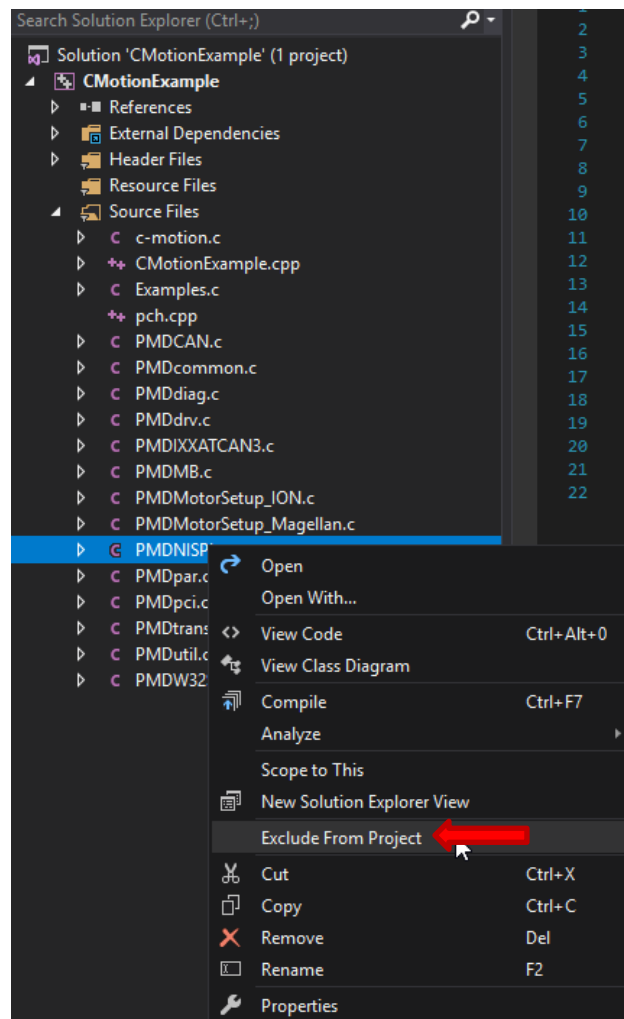 Search Solution Explorer (Ctrl+;)
Solution 'CMotionExample' (1 project)
CMotionExample
References
External Dependencies
Header Files
Resource Files
Source Files
C c-motion.c
++ CMotionExample.cpp
C Examples.c
++ pch.cpp
C PMDCAN.c
C PMDcommon.c
C PMDdiag.c
C PMDdrv.c
C PMDIXXATCAN3.c
C PMDMB.c
C PMDMotorSetup_ION.c
C PMDMotorSetup_Magellan.c
C PMDNISP
C PMDpar.c
C PMDpci.c
C PMDtrans
C PMDutil.c
C PMDW32
2
3
4
5
6
7
8
9
10
11
12
13
14
15
16
17
18
19
20
21
22
Open
Open With...
View Code Ctrl+Alt+0
View Class Diagram
Compile Ctrl+F7
Analyze
Scope to This
New Solution Explorer View
Exclude From Project
Cut Ctrl+X
Copy Ctrl+C
Remove Del
Rename F2
Properties